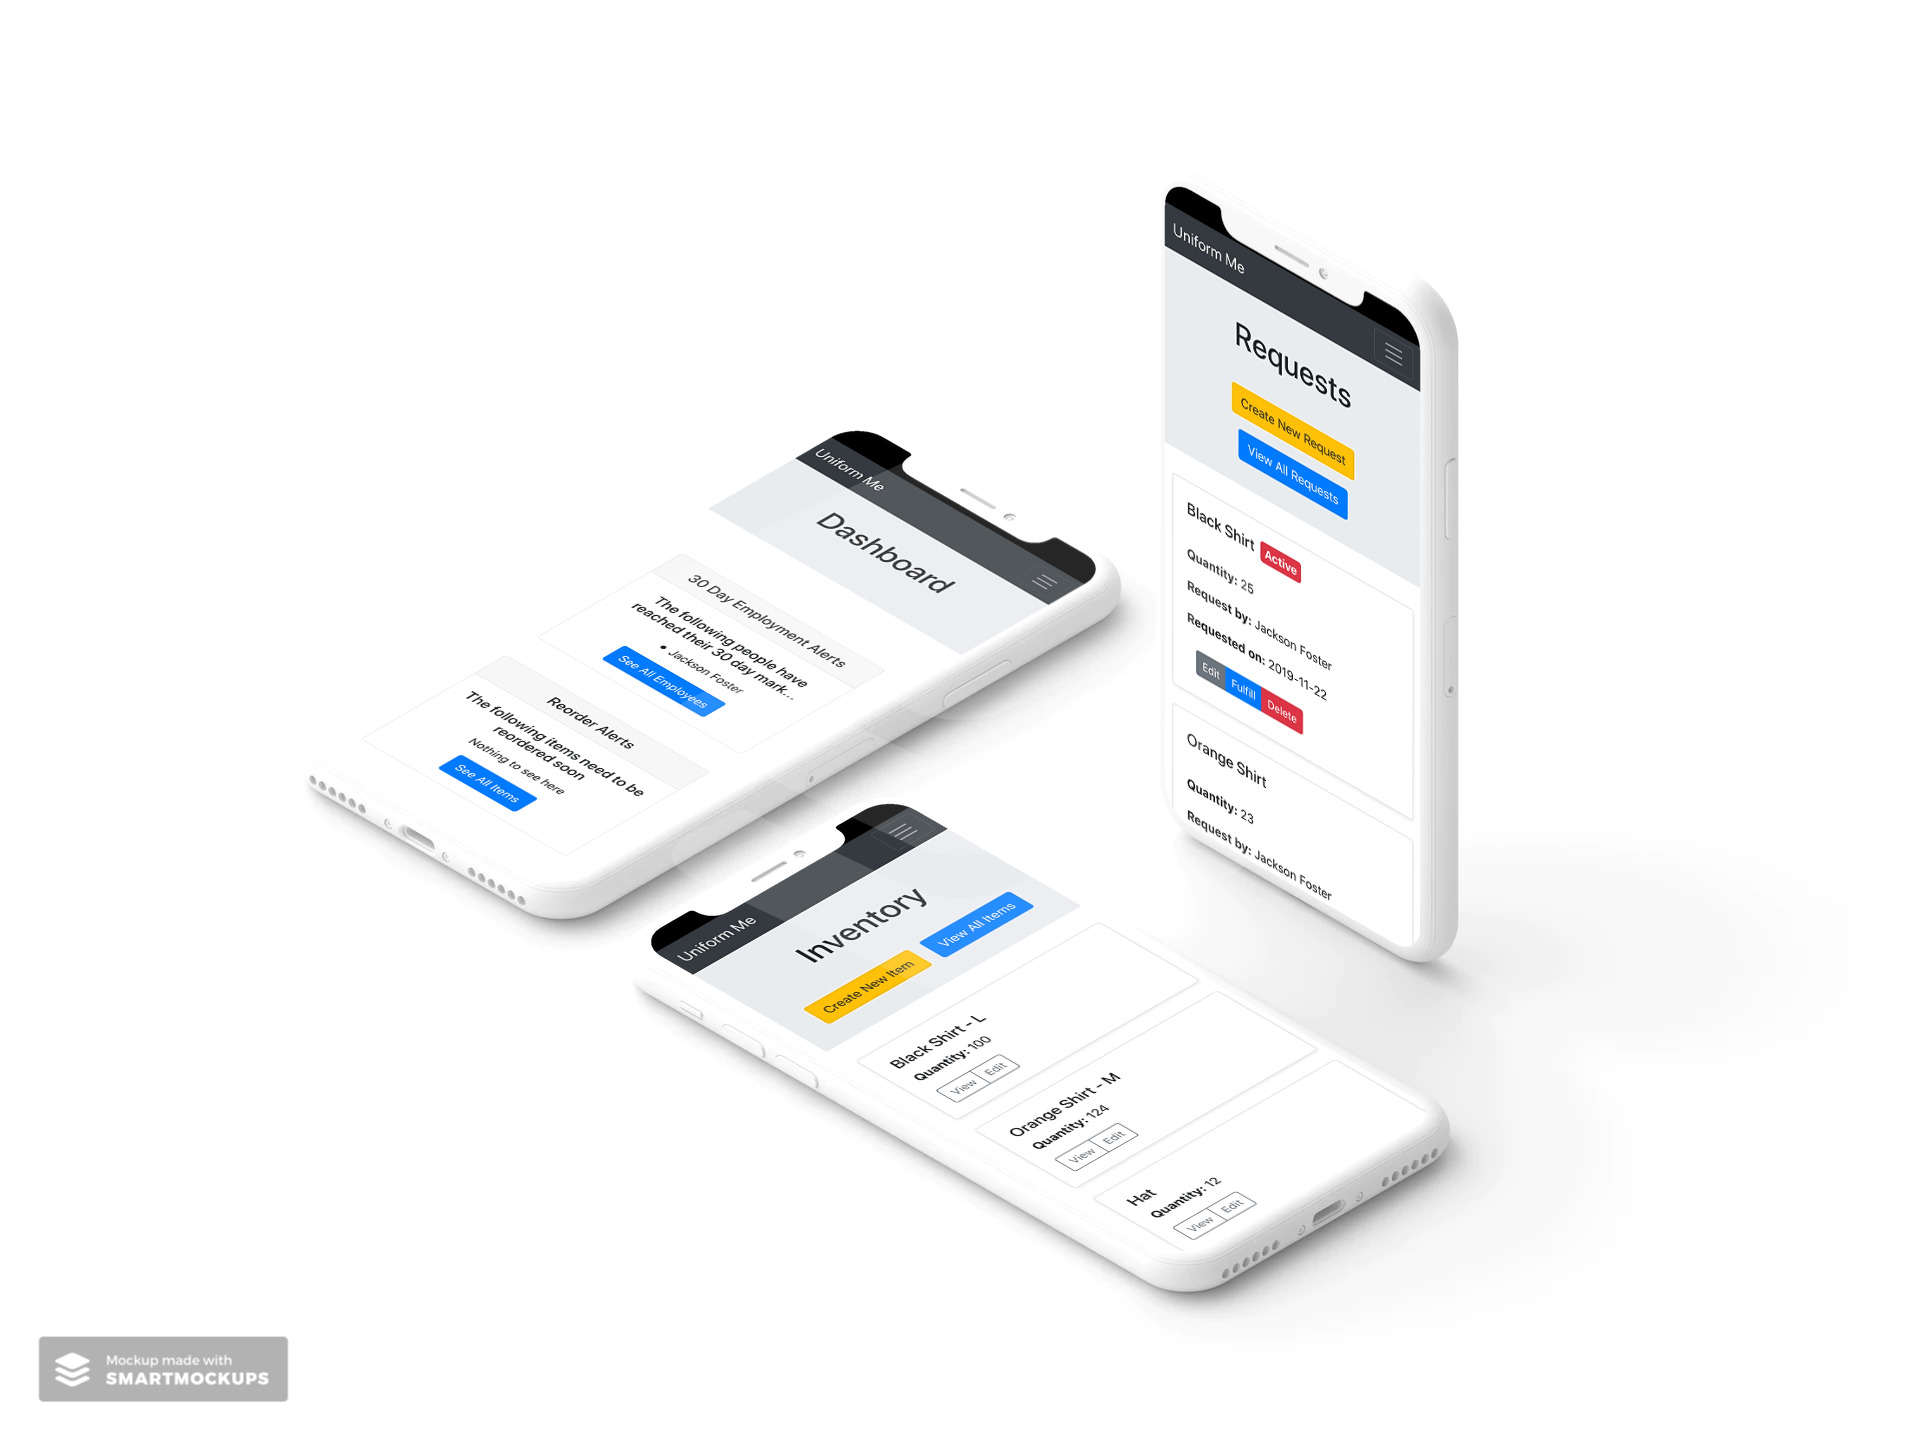 Uniform Me
Dashboard
30 Day Employment Alerts
The following people have
reached their 30 day mark...
• Jackson Foster
See All Employees
Reorder Alerts
The following items need to be
reordered soon
Nothing to see here
See All Items
Uniform Me
Requests
Create New Request
View All Requests
Black Shirt Active
Quantity: 25
Request by: Jackson Foster
Requested on: 2019-11-22
Edit Fulfill Delete
Orange Shirt
Quantity: 23
Request by: Jackson Foster
Uniform Me
Inventory
Create New Item View All Items
Black Shirt - L
Quantity: 100
View Edit
Orange Shirt - M
Quantity: 124
View Edit
Hat
Quantity: 12
View Edit
Mockup made with
SMARTMOCKUPS